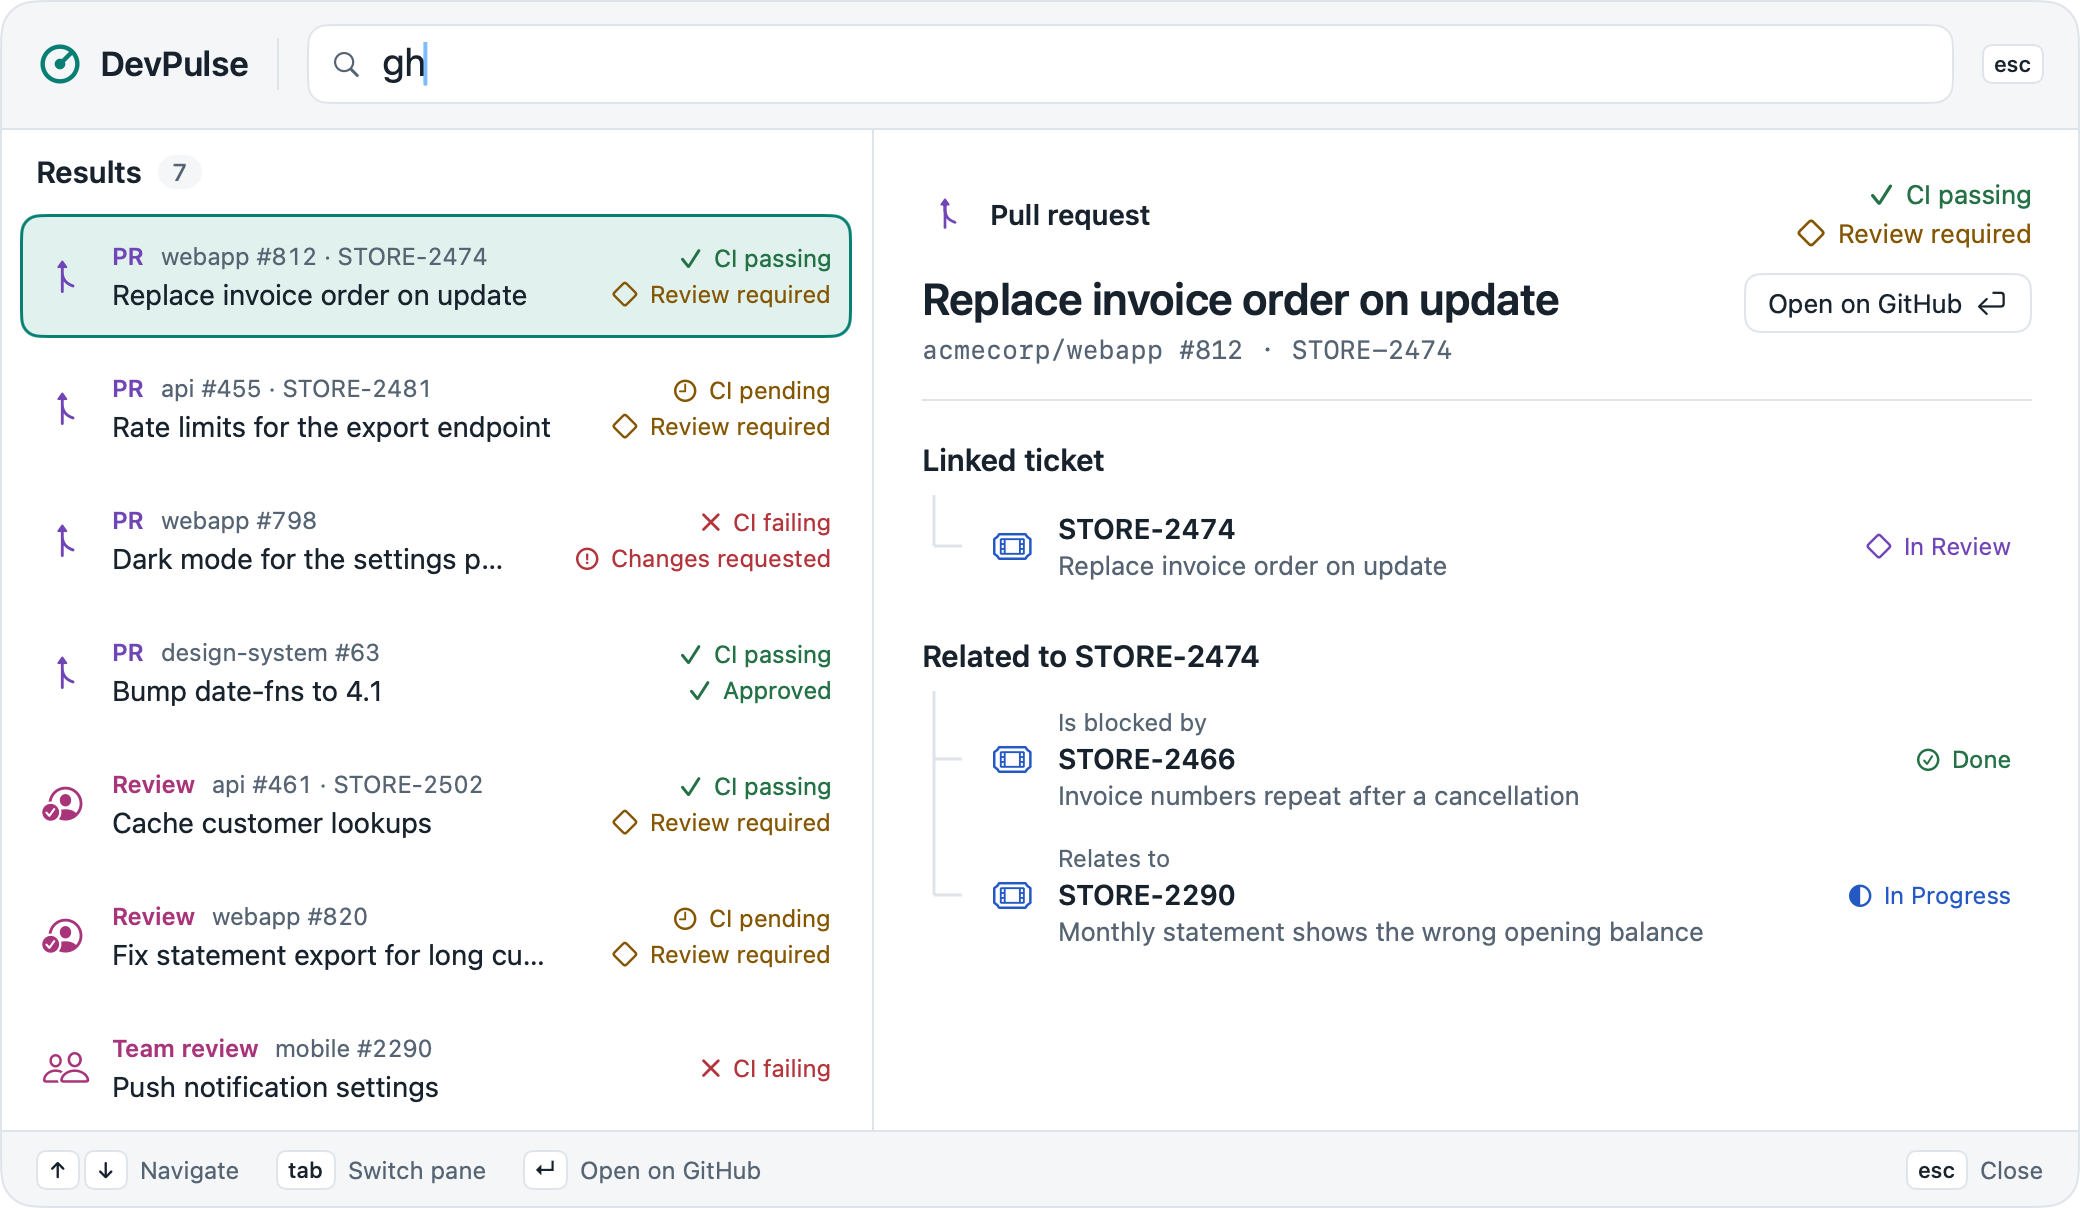 DevPulse
gh
esc
Results 7
PR webapp #812 · STORE-2474
CI passing
Replace invoice order on update
Review required
PR api #455 · STORE-2481
CI pending
Rate limits for the export endpoint
Review required
PR webapp #798
CI failing
Dark mode for the settings p...
Changes requested
PR design-system #63
CI passing
Bump date-fns to 4.1
Approved
Review api #461 · STORE-2502
CI passing
Cache customer lookups
Review required
Review webapp #820
CI pending
Fix statement export for long cu...
Review required
Team review mobile #2290
CI failing
Push notification settings
Pull request
CI passing
Review required
Replace invoice order on update
Open on GitHub
acmecorp/webapp #812 · STORE-2474
Linked ticket
STORE-2474
Replace invoice order on update
In Review
Related to STORE-2474
Is blocked by
STORE-2466
Done
Invoice numbers repeat after a cancellation
Relates to
STORE-2290
In Progress
Monthly statement shows the wrong opening balance
↑ ↓ Navigate tab Switch pane ↵ Open on GitHub esc Close